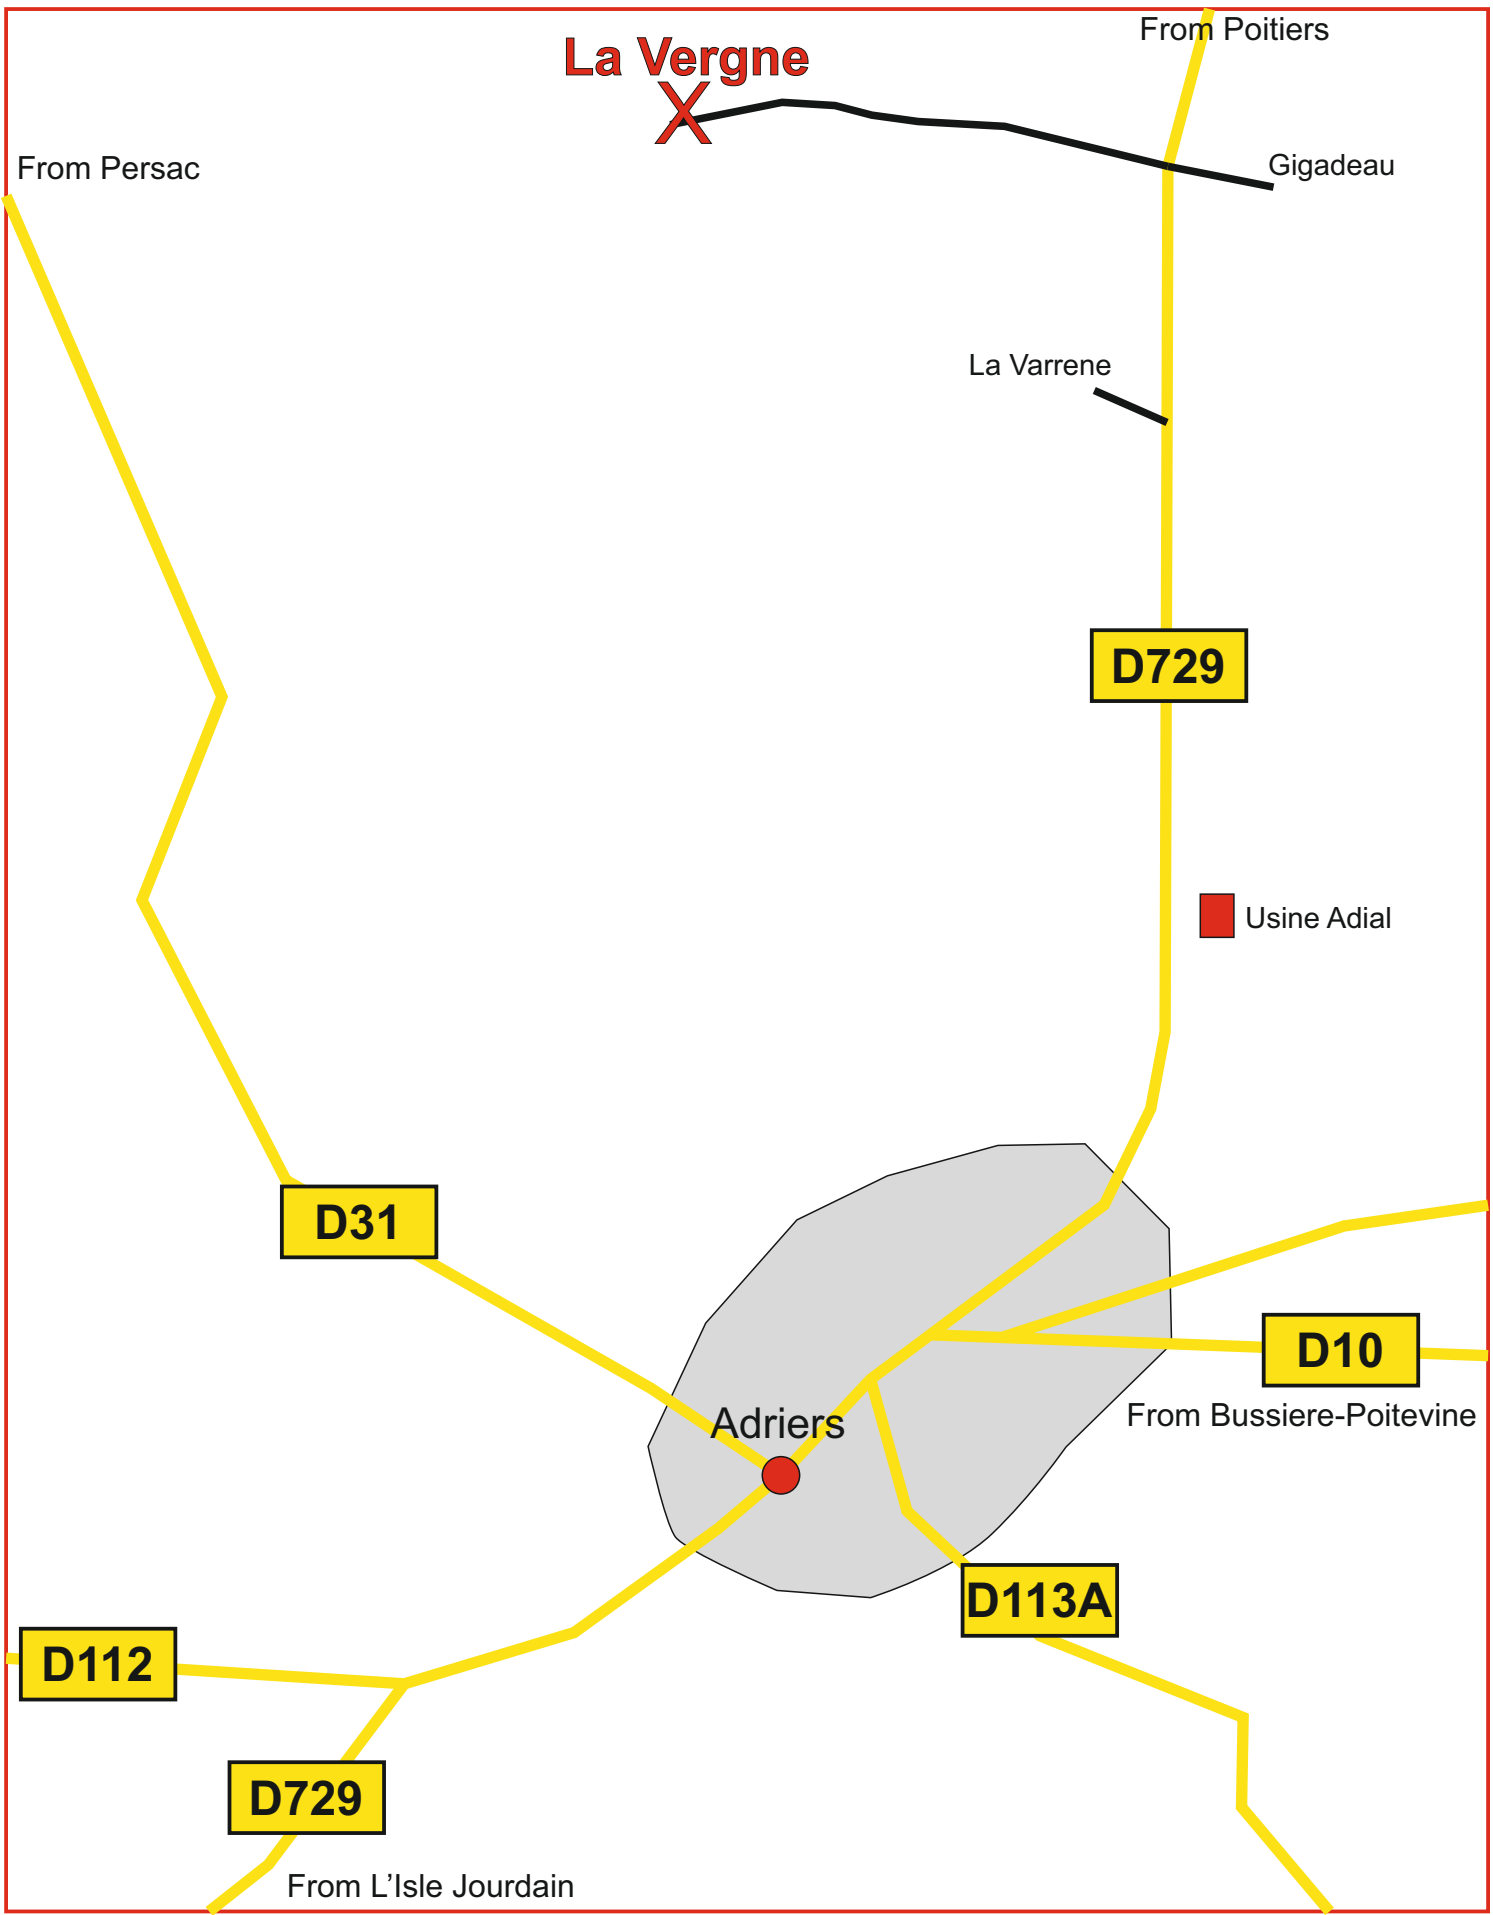 From Poitiers
La Vergne
From Persac
Gigadeau
La Varrene
D729
Usine Adial
D31
D10
From Bussiere-Poitevine
Adriers
D113A
D112
D729
From L’Isle Jourdain